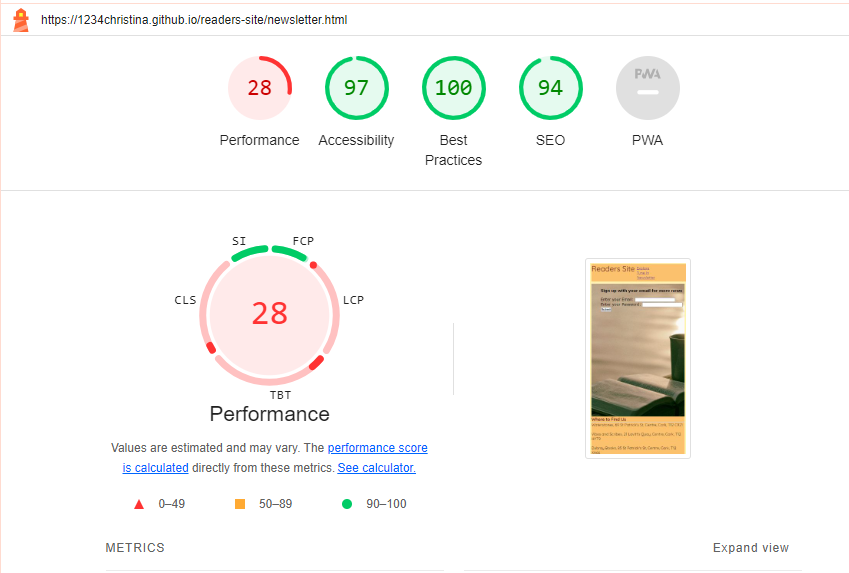 https://1234christina.github.io/readers-site/newsletter.html
28
97
100
94
PWA
Performance
Accessibility
Best
Practices
SEO
PWA
SI
FCP
CLS
LCP
28
TBT
Performance
Values are estimated and may vary. The performance score
is calculated directly from these metrics. See calculator.
0–49
50–89
90–100
METRICS
Expand view
Readers Site
Sign up with your email for more news
Enter your Email
Enter your Password
Where to Find Us